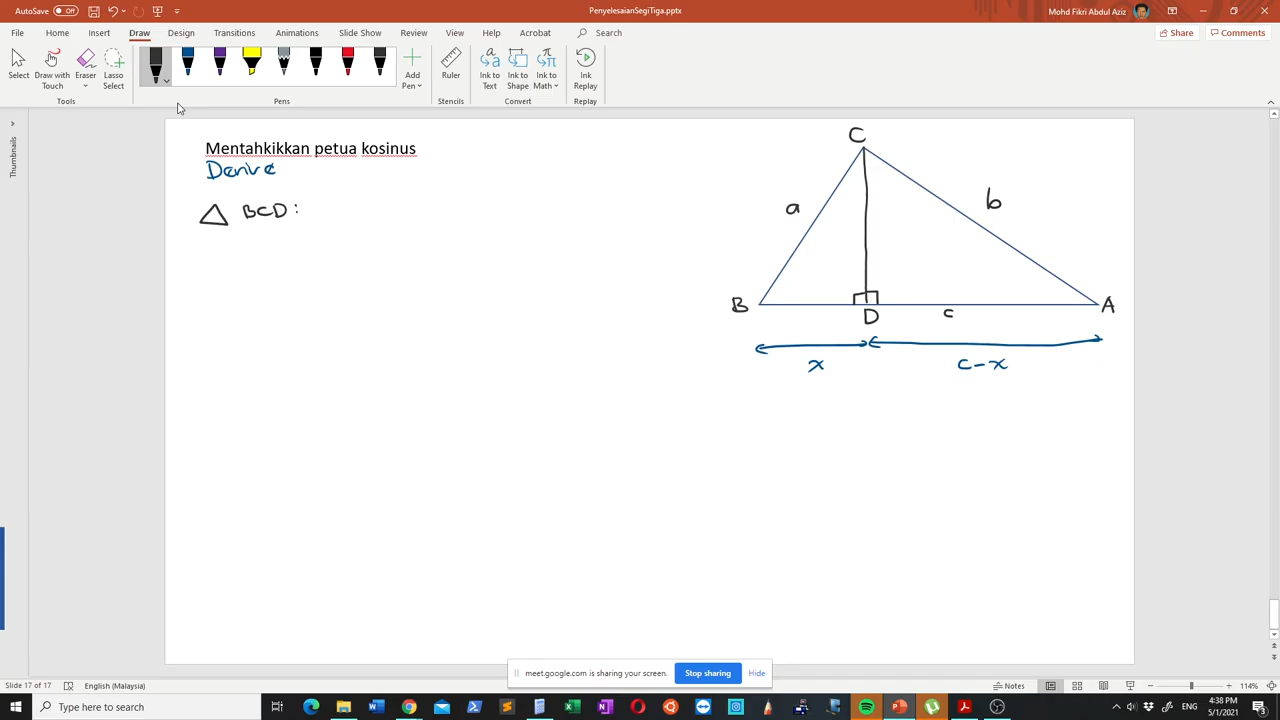 AutoSave Off
PenyelesaianSegiTiga.pptx
Mohd Fikri Abdul Aziz
File Home Insert Draw Design Transitions Animations Slide Show Review View Help Acrobat Search
Share Comments
Select
Draw with Touch
Eraser
Lasso Select
Add Pen
Ruler
Ink to Text
Ink to Shape
Ink to Math
Ink Replay
Tools Pens Stencils Convert Replay
Thumbnails
Mentahkikkan petua kosinus
Derive
△ BCD:
C
a
b
B
D
c
A
x
c-x
meet.google.com is sharing your screen. Stop sharing Hide
Slide 17 of 17 English (Malaysia) Notes 114%
Type here to search
ENG
4:38 PM
5/1/2021